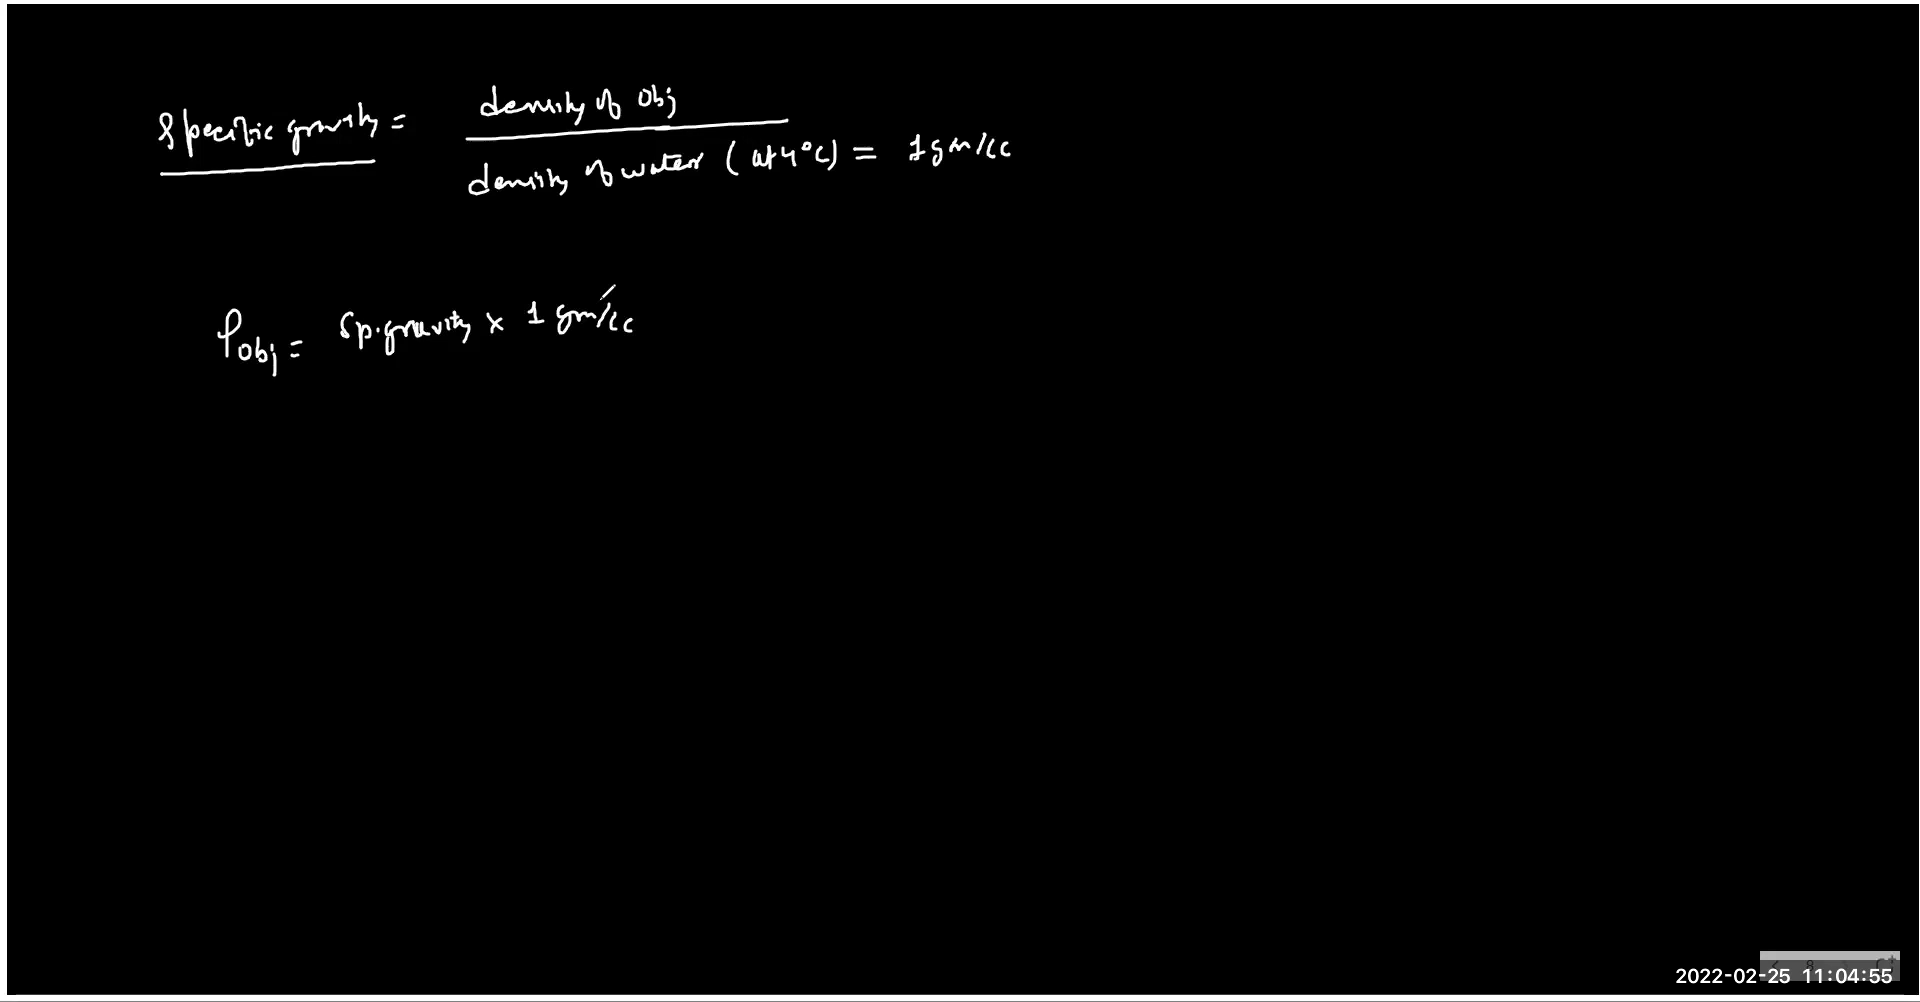 Specific gravity = density of obj
density of water (at 4°C) = 1 gm/cc
ρobj = Sp. gravity × 1 gm/cc
2022-02-25 11:04:55